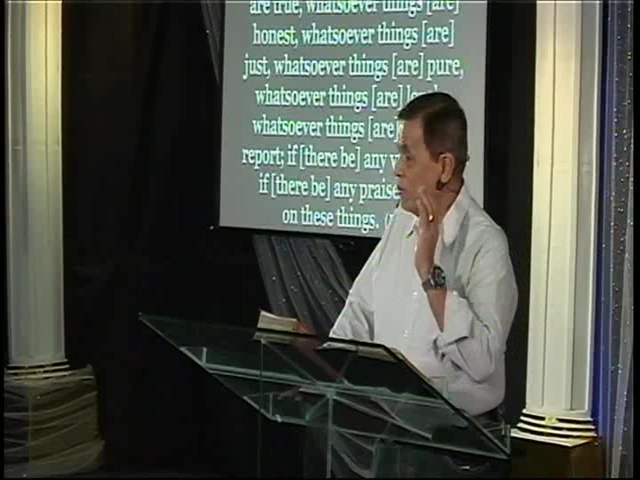 are true, whatsoever things [are]
honest, whatsoever things [are]
just, whatsoever things [are] pure,
whatsoever things [are]
whatsoever things [are]
report; if [there be] any
if [there be] any praise
on these things.